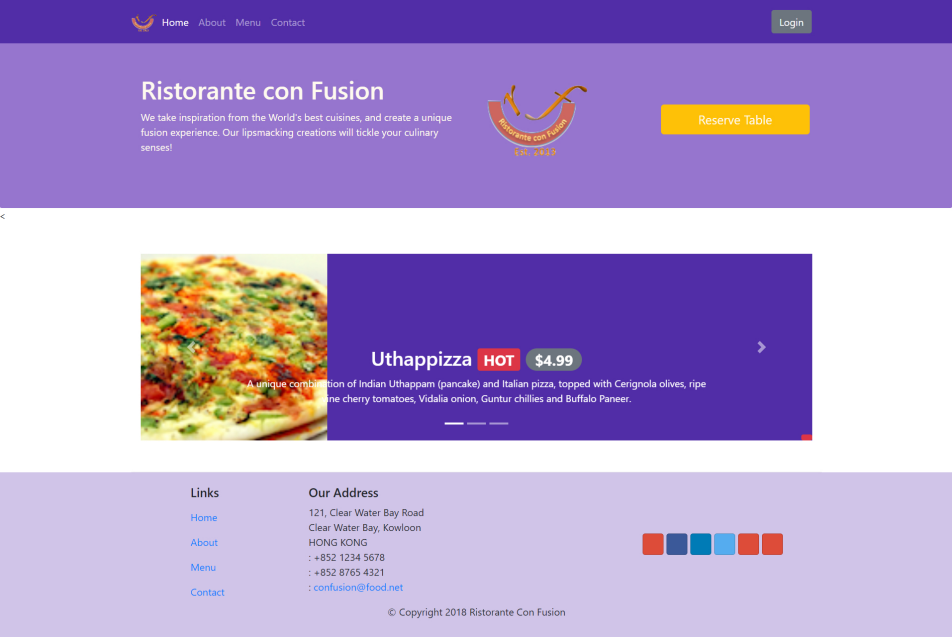 Home About Menu Contact
Login
Ristorante con Fusion
We take inspiration from the World's best cuisines, and create a unique
fusion experience. Our lipsmacking creations will tickle your culinary
senses!
Ristorante con Fusion
Reserve Table
<
Uthappizza HOT $4.99
A unique combination of Indian Uthappam (pancake) and Italian pizza, topped with Cerignola olives, ripe
ine cherry tomatoes, Vidalia onion, Guntur chillies and Buffalo Paneer.
Links
Home
About
Menu
Contact
Our Address
121, Clear Water Bay Road
Clear Water Bay, Kowloon
HONG KONG
: +852 1234 5678
: +852 8765 4321
: confusion@food.net
© Copyright 2018 Ristorante Con Fusion